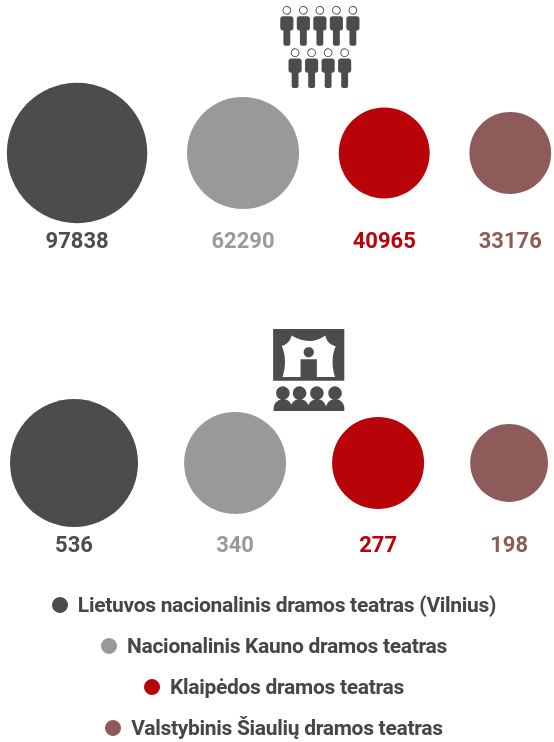 97838 62290 40965 33176
536 340 277 198
Lietuvos nacionalinis dramos teatras (Vilnius)
Nacionalinis Kauno dramos teatras
Klaipėdos dramos teatras
Valstybinis Šiaulių dramos teatras